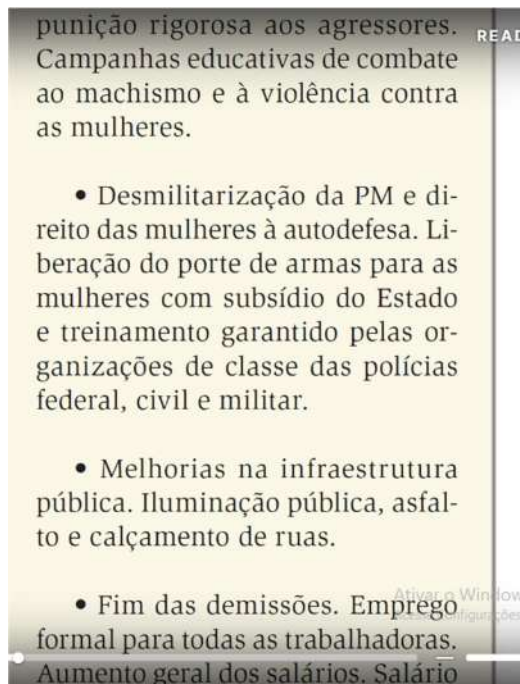 punição rigorosa aos agressores.
READ
Campanhas educativas de combate
ao machismo e à violência contra
as mulheres.
• Desmilitarização da PM e di-
reito das mulheres à autodefesa. Li-
beração do porte de armas para as
mulheres com subsídio do Estado
e treinamento garantido pelas or-
ganizações de classe das polícias
federal, civil e militar.
• Melhorias na infraestrutura
pública. Iluminação pública, asfal-
to e calçamento de ruas.
Ativar o Window
• Fim das demissões. Emprego
formal para todas as trabalhadoras.
Aumento geral dos salários. Salário